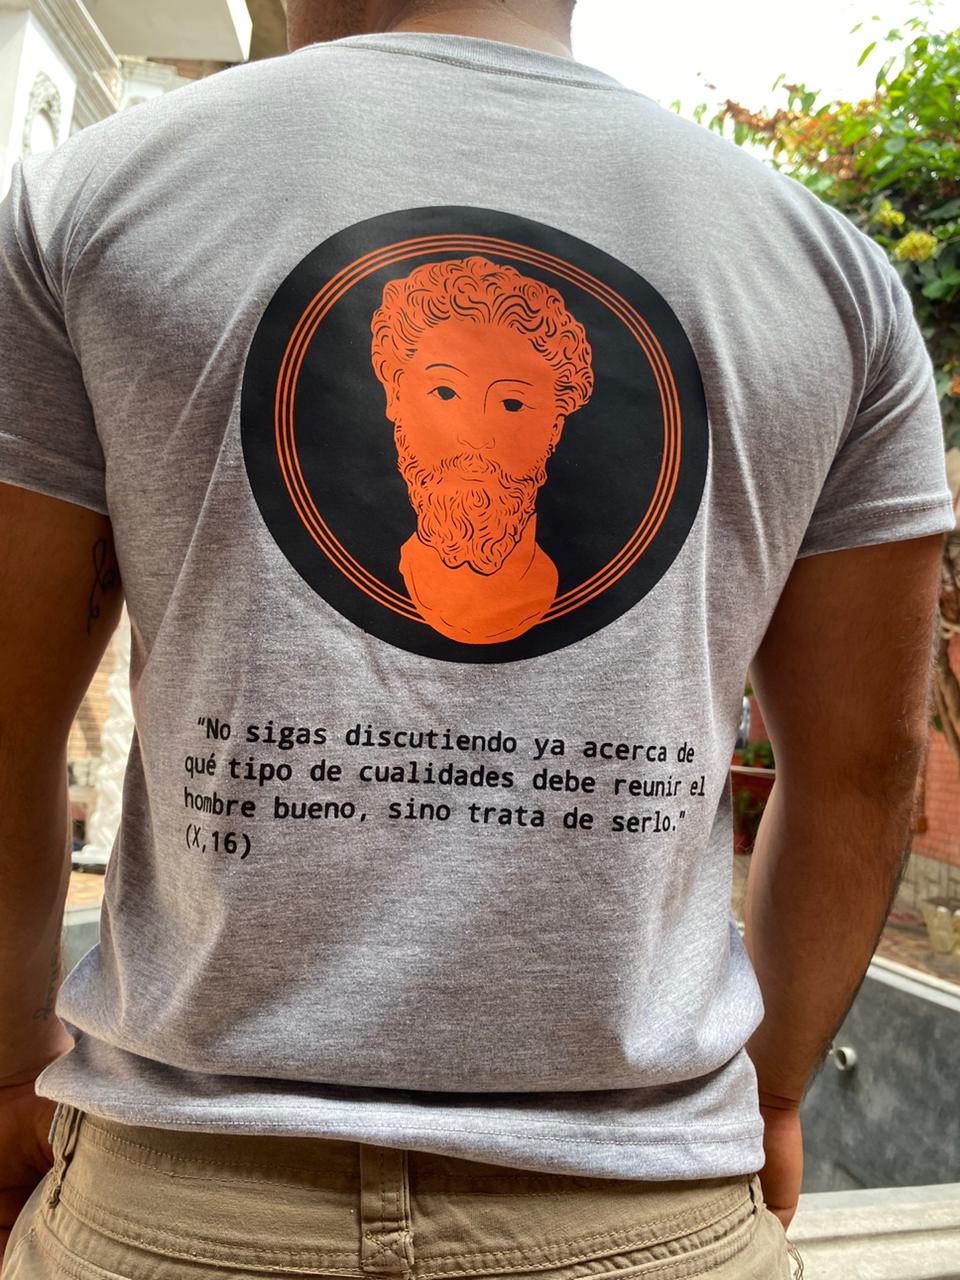 “No sigas discutiendo ya acerca de
qué tipo de cualidades debe reunir el
hombre bueno, sino trata de serlo.”
(X,16)